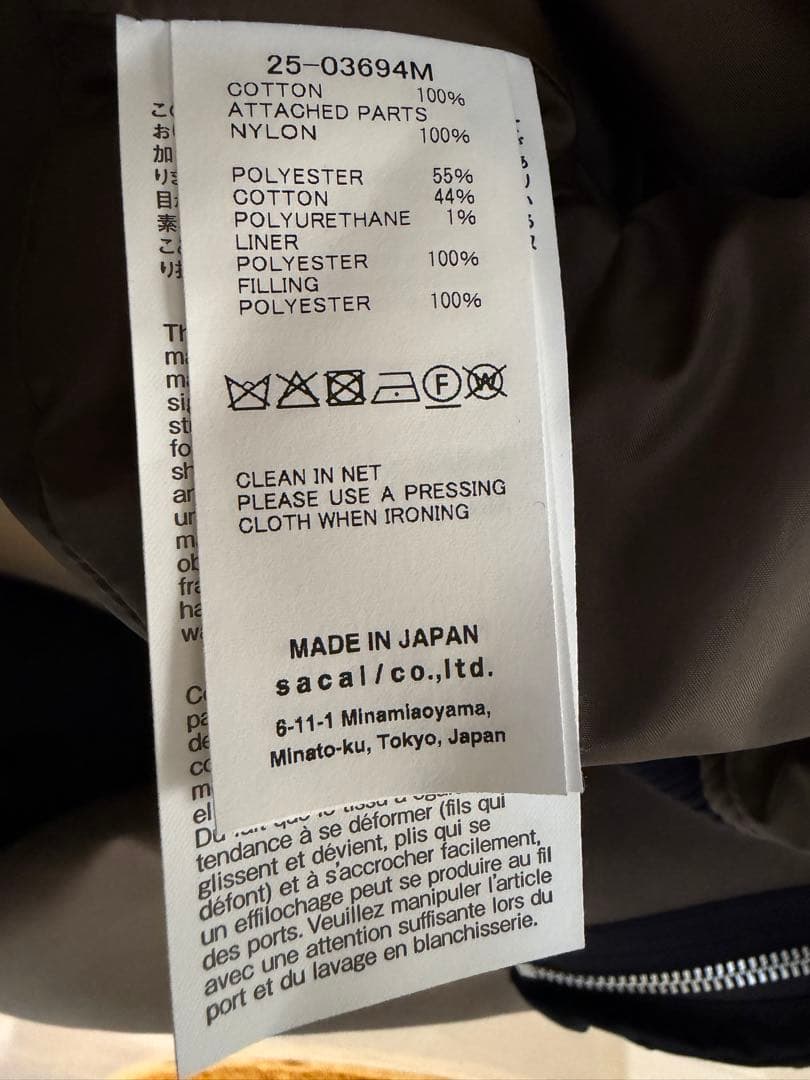 25-03694M
COTTON 100%
ATTACHED PARTS
NYLON 100%
POLYESTER 55%
COTTON 44%
POLYURETHANE 1%
LINER
POLYESTER 100%
FILLING
POLYESTER 100%
F W
CLEAN IN NET
PLEASE USE A PRESSING
CLOTH WHEN IRONING
MADE IN JAPAN
sacai/co.,ltd.
6-11-1 Minamiaoyama,
Minato-ku, Tokyo, Japan
tendance à se déformer (fils qui
glissent et dévient, plis qui se
défont) et à s'accrocher facilement,
un effilochage peut se produire au fil
des ports. Veuillez manipuler l'article
avec une attention suffisante lors du
port et du lavage en blanchisserie.